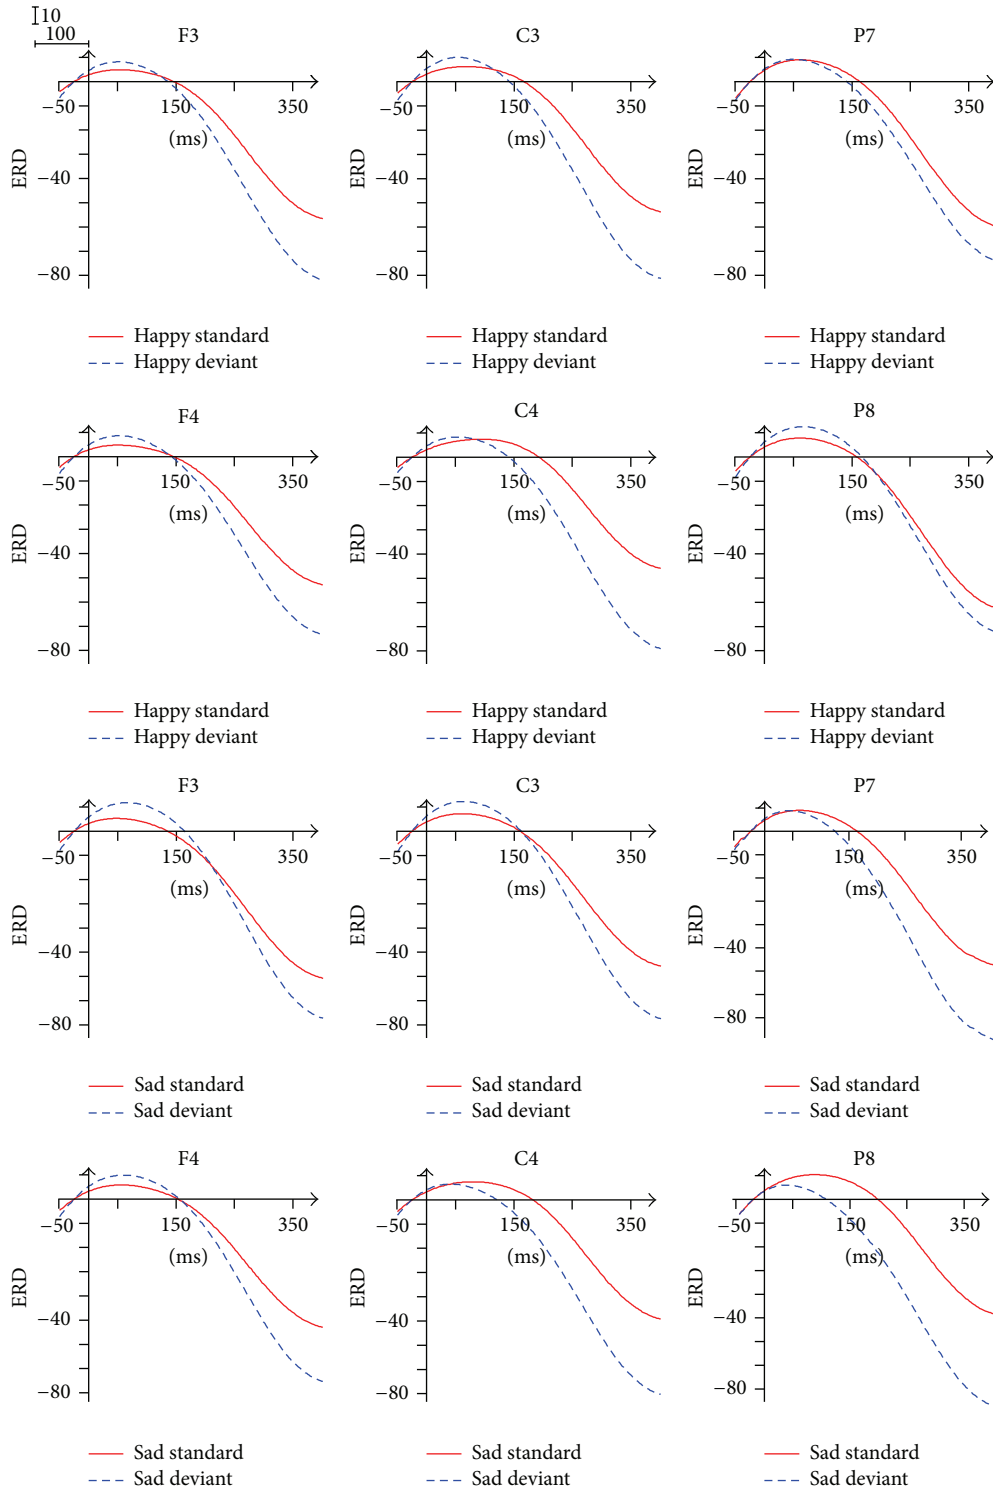 10
100
F3 C3 P7
−50 150 350 −50 150 350 −50 150 350
(ms) (ms) (ms)
ERD ERD ERD
−40 −40 −40
−80 −80 −80
Happy standard Happy standard Happy standard
Happy deviant Happy deviant Happy deviant
F4 C4 P8
−50 150 350 −50 150 350 −50 150 350
(ms) (ms) (ms)
ERD ERD ERD
−40 −40 −40
−80 −80 −80
Happy standard Happy standard Happy standard
Happy deviant Happy deviant Happy deviant
F3 C3 P7
−50 150 350 −50 150 350 −50 150 350
(ms) (ms) (ms)
ERD ERD ERD
−40 −40 −40
−80 −80 −80
Sad standard Sad standard Sad standard
Sad deviant Sad deviant Sad deviant
F4 C4 P8
−50 150 350 −50 150 350 −50 150 350
(ms) (ms) (ms)
ERD ERD ERD
−40 −40 −40
−80 −80 −80
Sad standard Sad standard Sad standard
Sad deviant Sad deviant Sad deviant